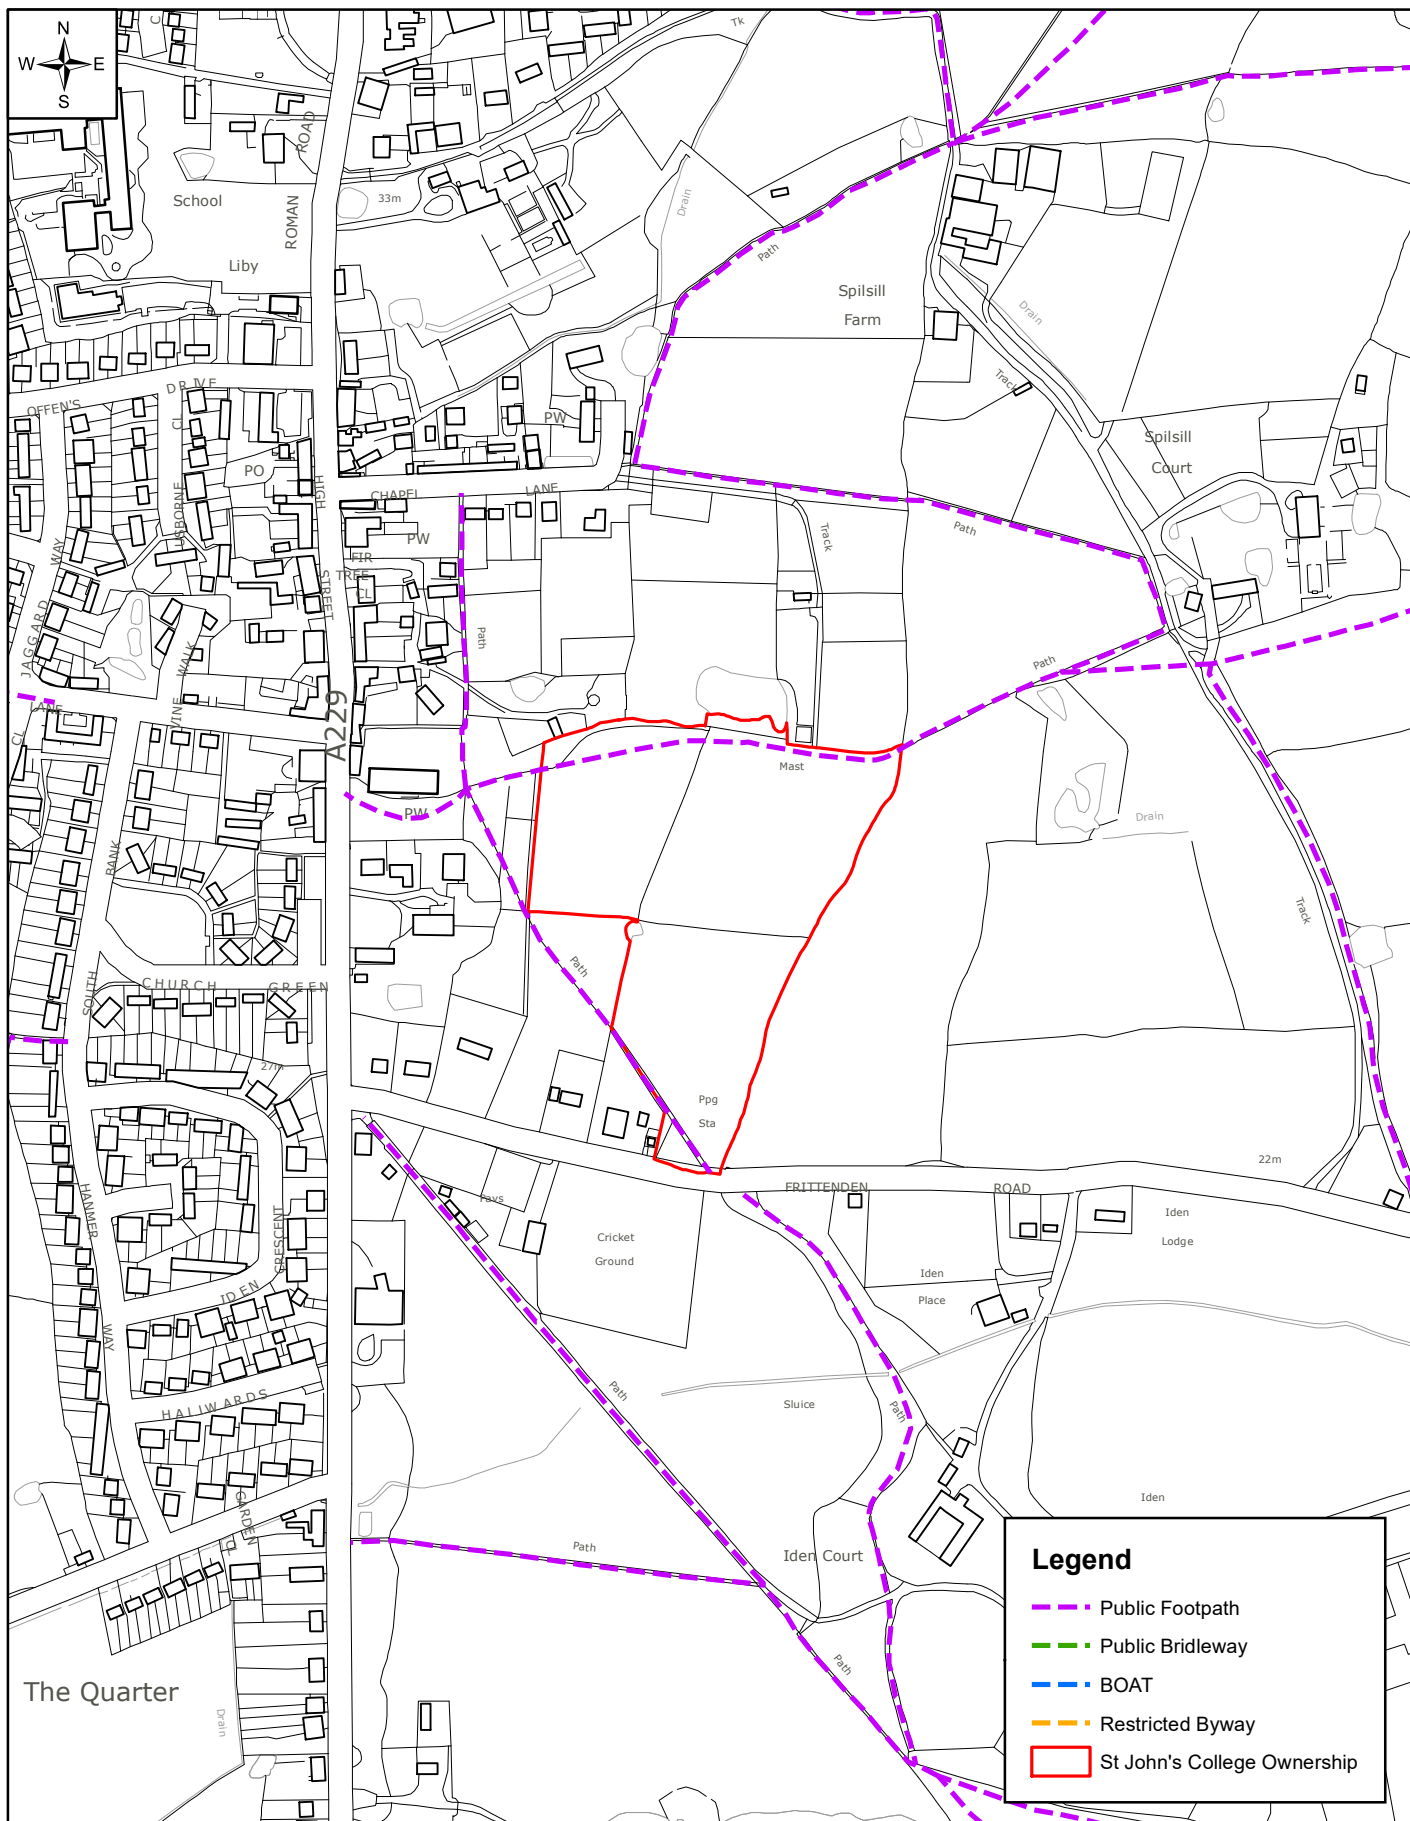 N
W E
S
C
Tk
ROMAN ROAD
School
33m
Liby
Drain
Path
Spilsill
Farm
Drain
Track
OFFEN'S DRIVE
CL
USBORNE
PO
HIGH
STREET
PW
CHAPEL LANE
PW
FIR
TREE
CL
Spilsill
Court
Track
Path
WAY
JAGGARD
WALK
VINE
Path
Path
LANE
CL
A229
Mast
PW
Drain
BANK
SOUTH
Track
Path
CHURCH GREEN
27m
Ppg
Sta
22m
FRITTENDEN ROAD
HANMER
WAY
CRESCENT
IDEN
Pavs
Cricket
Ground
Iden
Lodge
Iden
Place
Path
Sluice
Path
HALLWARDS
GARDEN
CL
Iden
Path
Iden Court
Path
The Quarter
Drain
Legend
Public Footpath
Public Bridleway
BOAT
Restricted Byway
St John's College Ownership